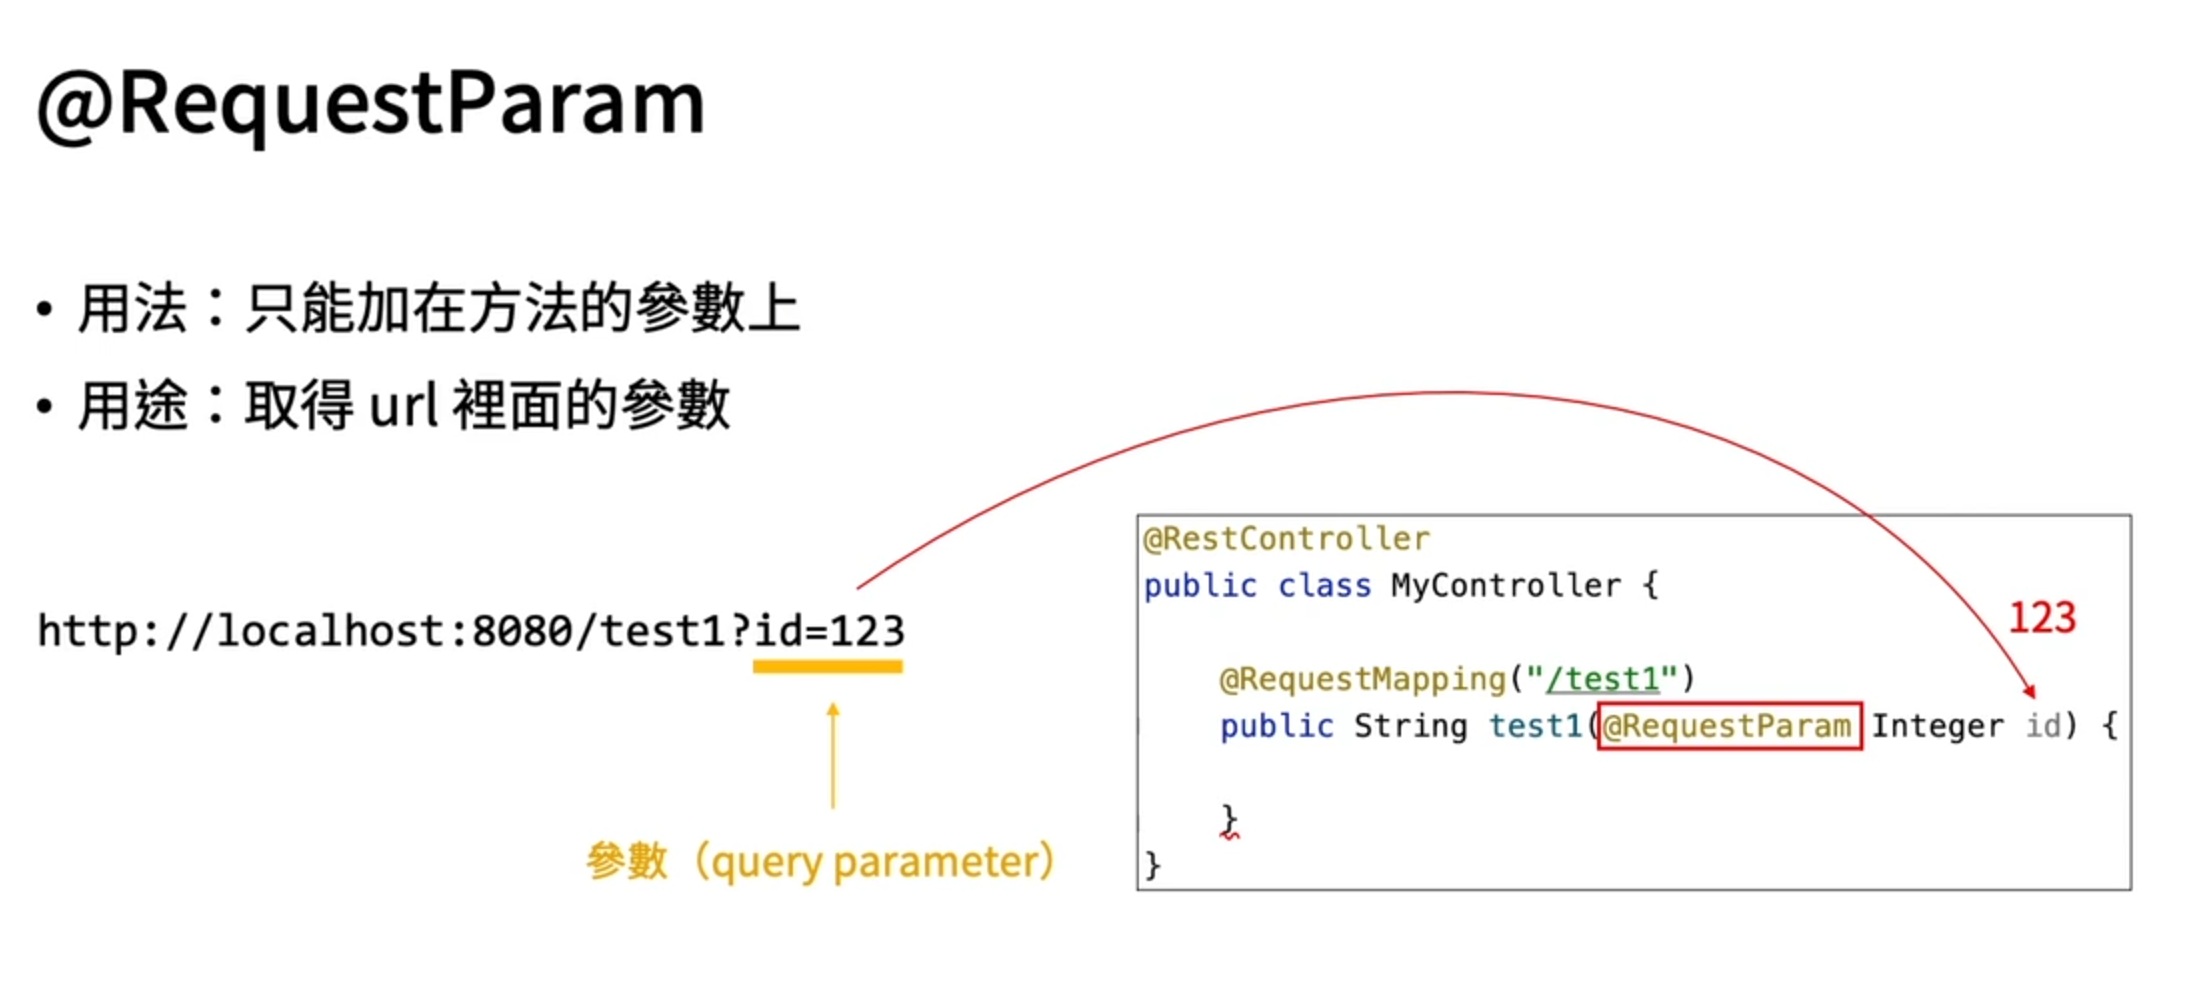 @RequestParam
• 用法：只能加在方法的參數上
• 用途：取得 url 裡面的參數
http://localhost:8080/test1?id=123
參數（query parameter）
@RestController
public class MyController {
123
@RequestMapping("/test1")
public String test1(@RequestParam Integer id) {
}
}